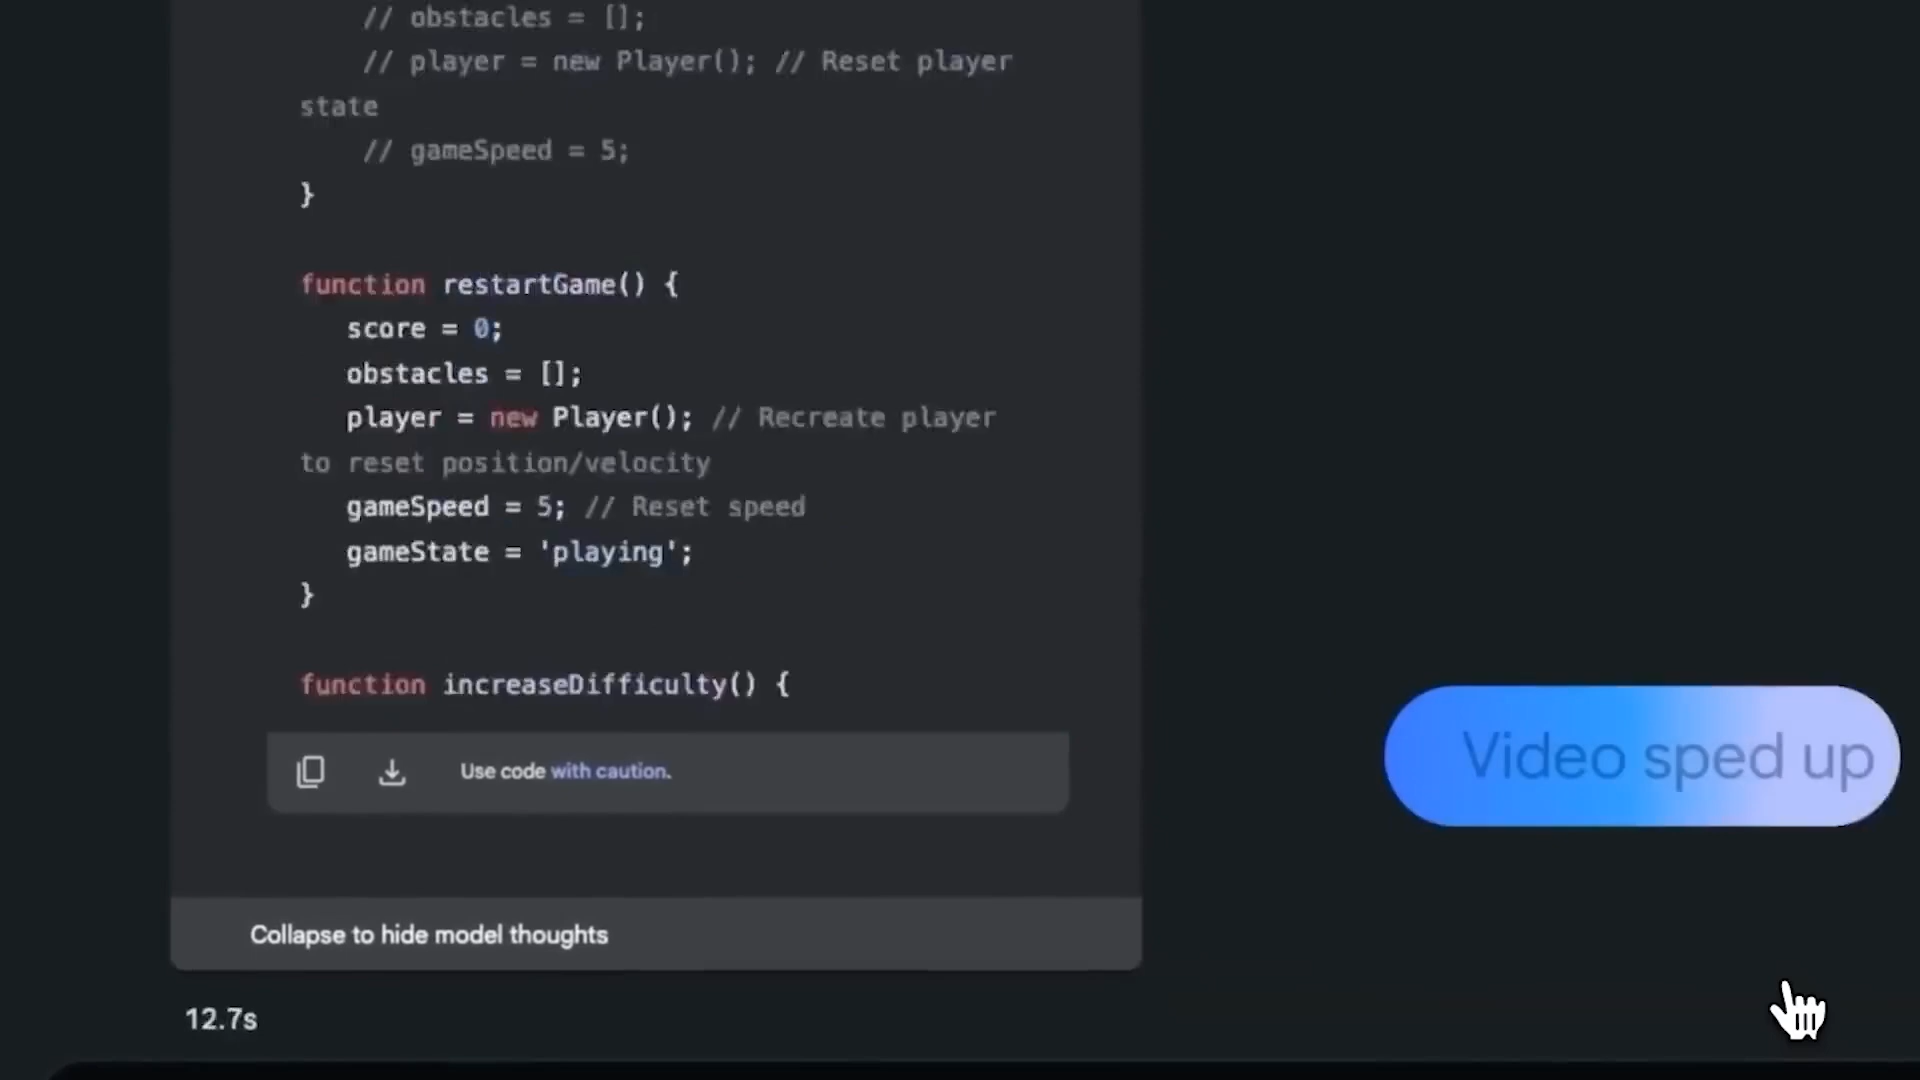 // obstacles = [];
// player = new Player(); // Reset player
state
// gameSpeed = 5;
}
function restartGame() {
score = 0;
obstacles = [];
player = new Player(); // Recreate player
to reset position/velocity
gameSpeed = 5; // Reset speed
gameState = 'playing';
}
function increaseDifficulty() {
Use code with caution.
Video sped up
Collapse to hide model thoughts
12.7s